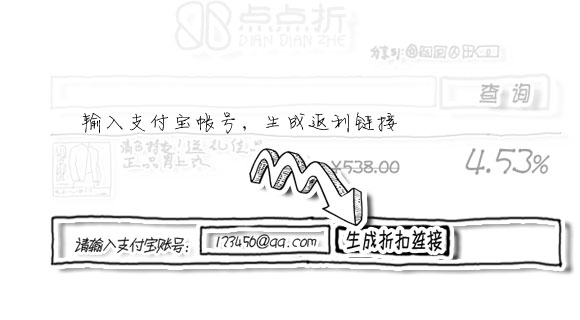 点点折
DIAN DIAN ZHE
分享到:
查询
输入支付宝帐号，生成返利链接
¥538.00
4.53%
请输入支付宝账号：
123456@qq.com
生成折扣链接